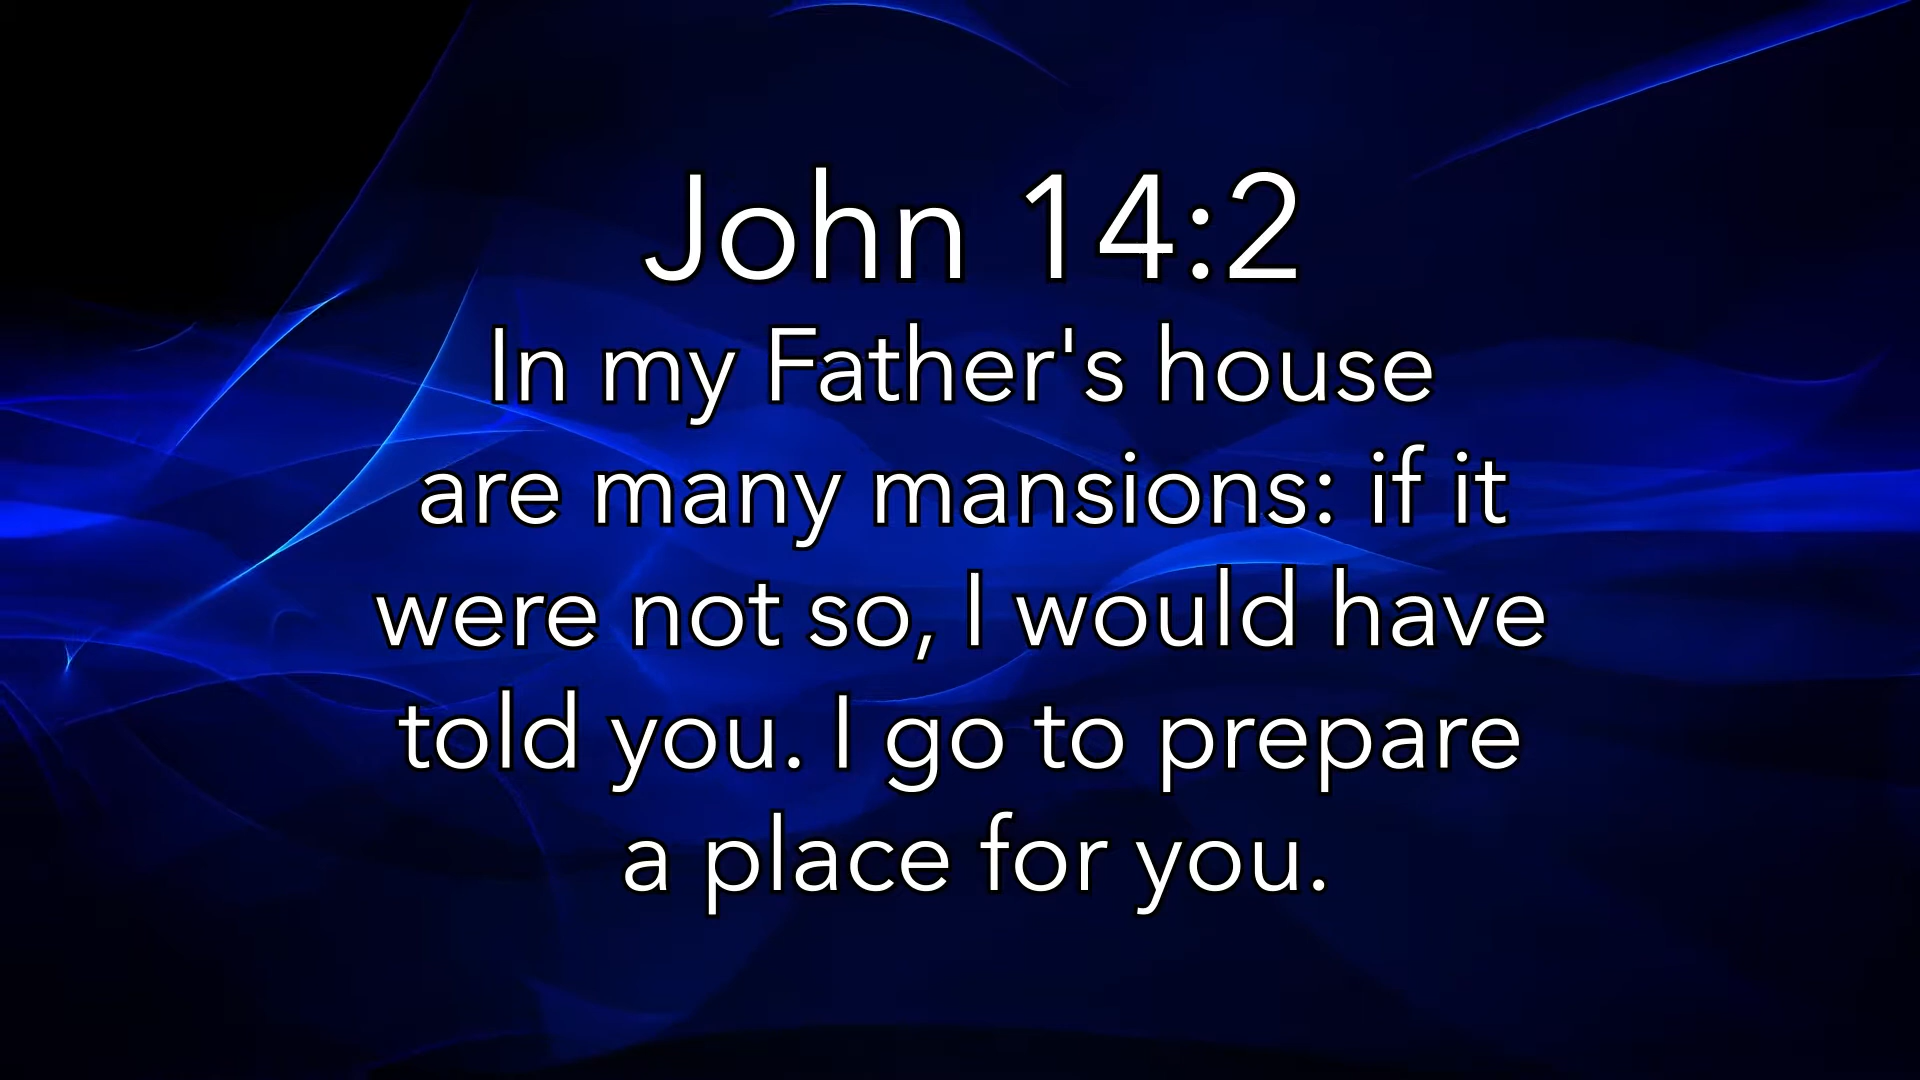 John 14:2
In my Father's house
are many mansions: if it
were not so, I would have
told you. I go to prepare
a place for you.